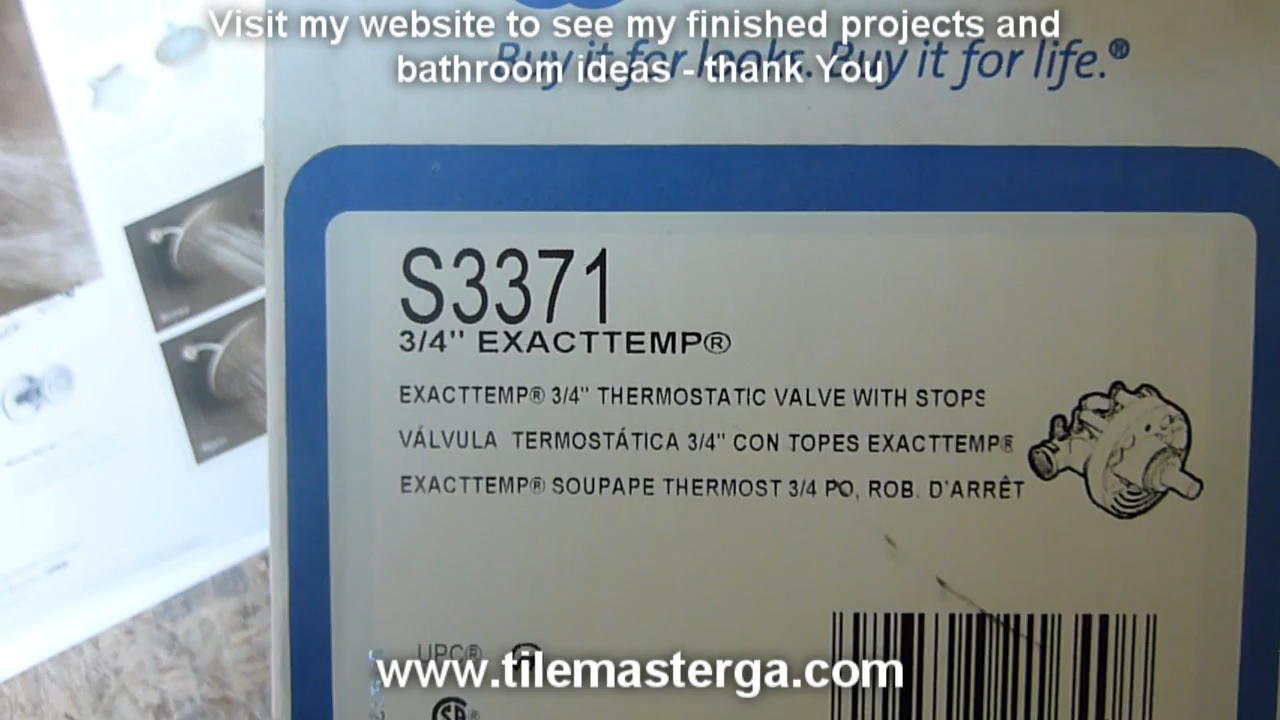 Visit my website to see my finished projects and
bathroom ideas - thank You
Buy it for looks. Buy it for life.®
S3371
3/4" EXACTTEMP®
EXACTTEMP® 3/4" THERMOSTATIC VALVE WITH STOPS
VÁLVULA TERMOSTÁTICA 3/4" CON TOPES EXACTTEMP®
EXACTTEMP® SOUPAPE THERMOST 3/4 PO, ROB. D'ARRÊT
UPC®
www.tilemasterga.com